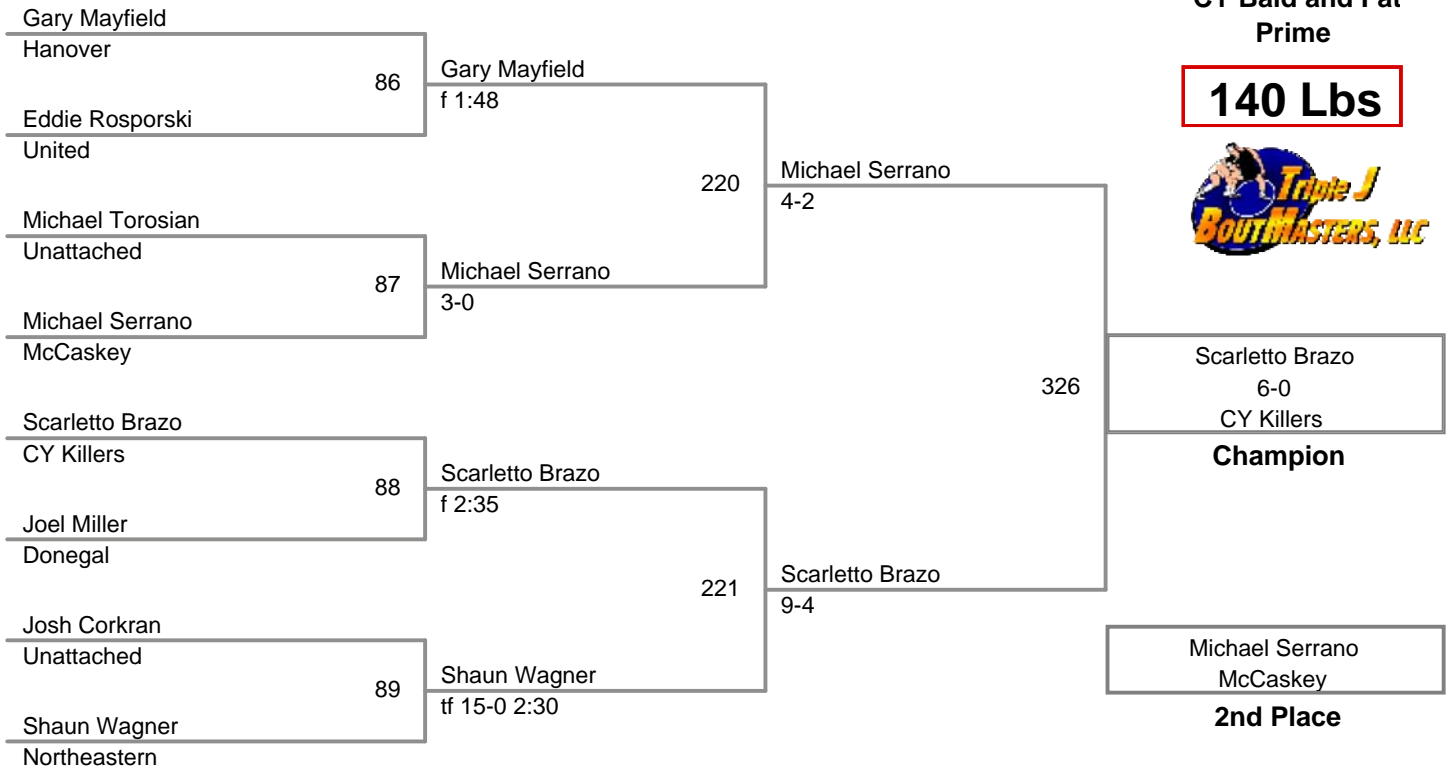 CY Bald and Fat
Prime
140 Lbs
Triple J
BOUTMASTERS, LLC
Gary Mayfield
Hanover
86
Gary Mayfield
f 1:48
Eddie Rosporski
United
220
Michael Serrano
4-2
Michael Torosian
Unattached
87
Michael Serrano
3-0
Michael Serrano
McCaskey
326
Scarletto Brazo
6-0
CY Killers
Champion
Scarletto Brazo
CY Killers
88
Scarletto Brazo
f 2:35
Joel Miller
Donegal
221
Scarletto Brazo
9-4
Josh Corkran
Unattached
89
Shaun Wagner
tf 15-0 2:30
Shaun Wagner
Northeastern
Michael Serrano
McCaskey
2nd Place